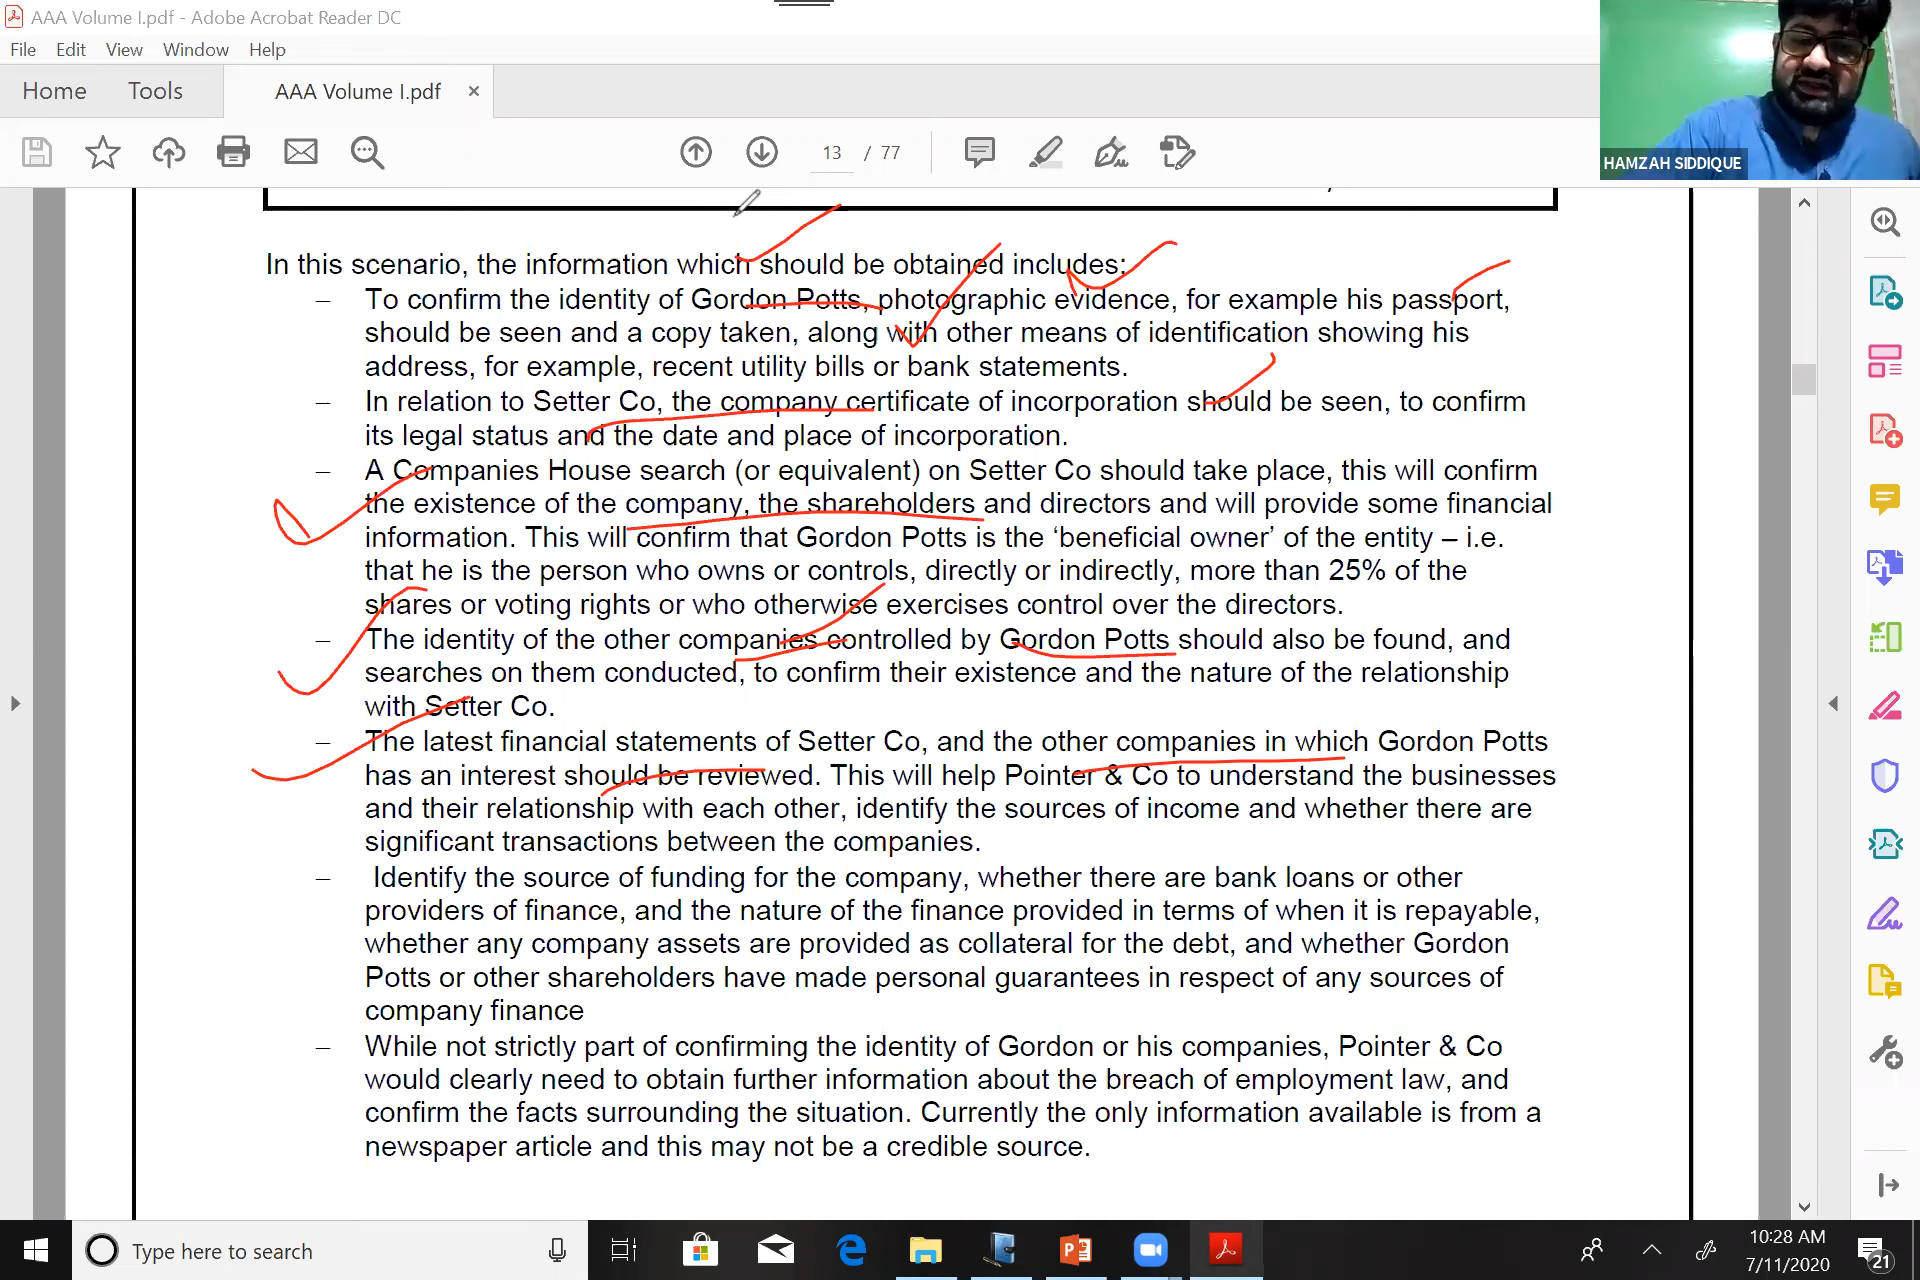 AAA Volume I.pdf - Adobe Acrobat Reader DC
File Edit View Window Help
Home Tools AAA Volume I.pdf ×
13 / 77
HAMZAH SIDDIQUE
In this scenario, the information which should be obtained includes:
– To confirm the identity of Gordon Potts, photographic evidence, for example his passport,
should be seen and a copy taken, along with other means of identification showing his
address, for example, recent utility bills or bank statements.
– In relation to Setter Co, the company certificate of incorporation should be seen, to confirm
its legal status and the date and place of incorporation.
– A Companies House search (or equivalent) on Setter Co should take place, this will confirm
the existence of the company, the shareholders and directors and will provide some financial
information. This will confirm that Gordon Potts is the ‘beneficial owner’ of the entity – i.e.
that he is the person who owns or controls, directly or indirectly, more than 25% of the
shares or voting rights or who otherwise exercises control over the directors.
– The identity of the other companies controlled by Gordon Potts should also be found, and
searches on them conducted, to confirm their existence and the nature of the relationship
with Setter Co.
– The latest financial statements of Setter Co, and the other companies in which Gordon Potts
has an interest should be reviewed. This will help Pointer & Co to understand the businesses
and their relationship with each other, identify the sources of income and whether there are
significant transactions between the companies.
– Identify the source of funding for the company, whether there are bank loans or other
providers of finance, and the nature of the finance provided in terms of when it is repayable,
whether any company assets are provided as collateral for the debt, and whether Gordon
Potts or other shareholders have made personal guarantees in respect of any sources of
company finance
– While not strictly part of confirming the identity of Gordon or his companies, Pointer & Co
would clearly need to obtain further information about the breach of employment law, and
confirm the facts surrounding the situation. Currently the only information available is from a
newspaper article and this may not be a credible source.
Type here to search
10:28 AM
7/11/2020
21